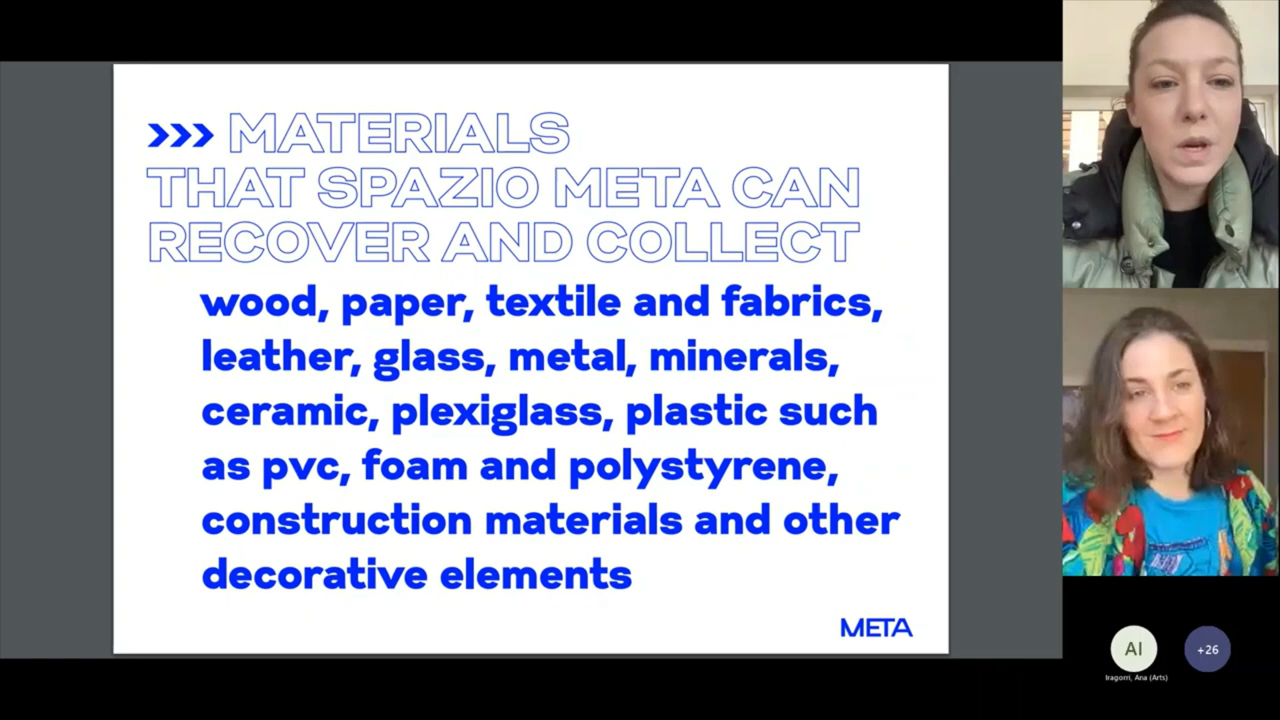 >>> MATERIALS
THAT SPAZIO META CAN
RECOVER AND COLLECT
wood, paper, textile and fabrics,
leather, glass, metal, minerals,
ceramic, plexiglass, plastic such
as pvc, foam and polystyrene,
construction materials and other
decorative elements
META
AI
+26
Iragorri, Ana (Arts)